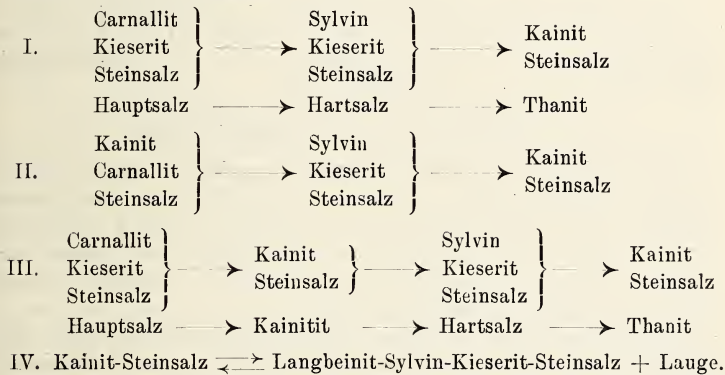 Carnallit } Sylvin } Kainit
I. Kieserit } → Kieserit } → Steinsalz
Steinsalz } Steinsalz }
Hauptsalz → Hartsalz → Thanit
Kainit } Sylvin } Kainit
II. Carnallit } → Kieserit } → Steinsalz
Steinsalz } Steinsalz }
Carnallit } Kainit } Sylvin } Kainit
III. Kieserit } → Steinsalz } → Kieserit } → Steinsalz
Steinsalz } Steinsalz }
Hauptsalz → Kainitit → Hartsalz → Thanit
IV. Kainit-Steinsalz ⇄ Langbeinit-Sylvin-Kieserit-Steinsalz + Lauge.